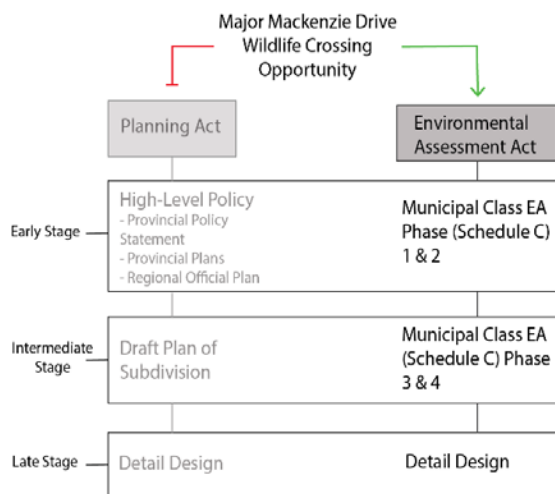 Major Mackenzie Drive
Wildlife Crossing
Opportunity
Planning Act
Environmental
Assessment Act
Early Stage
High-Level Policy
- Provincial Policy
Statement
- Provincial Plans
- Regional Official Plan
Municipal Class EA
Phase (Schedule C)
1 & 2
Intermediate
Stage
Draft Plan of
Subdivision
Municipal Class EA
(Schedule C) Phase
3 & 4
Late Stage
Detail Design
Detail Design